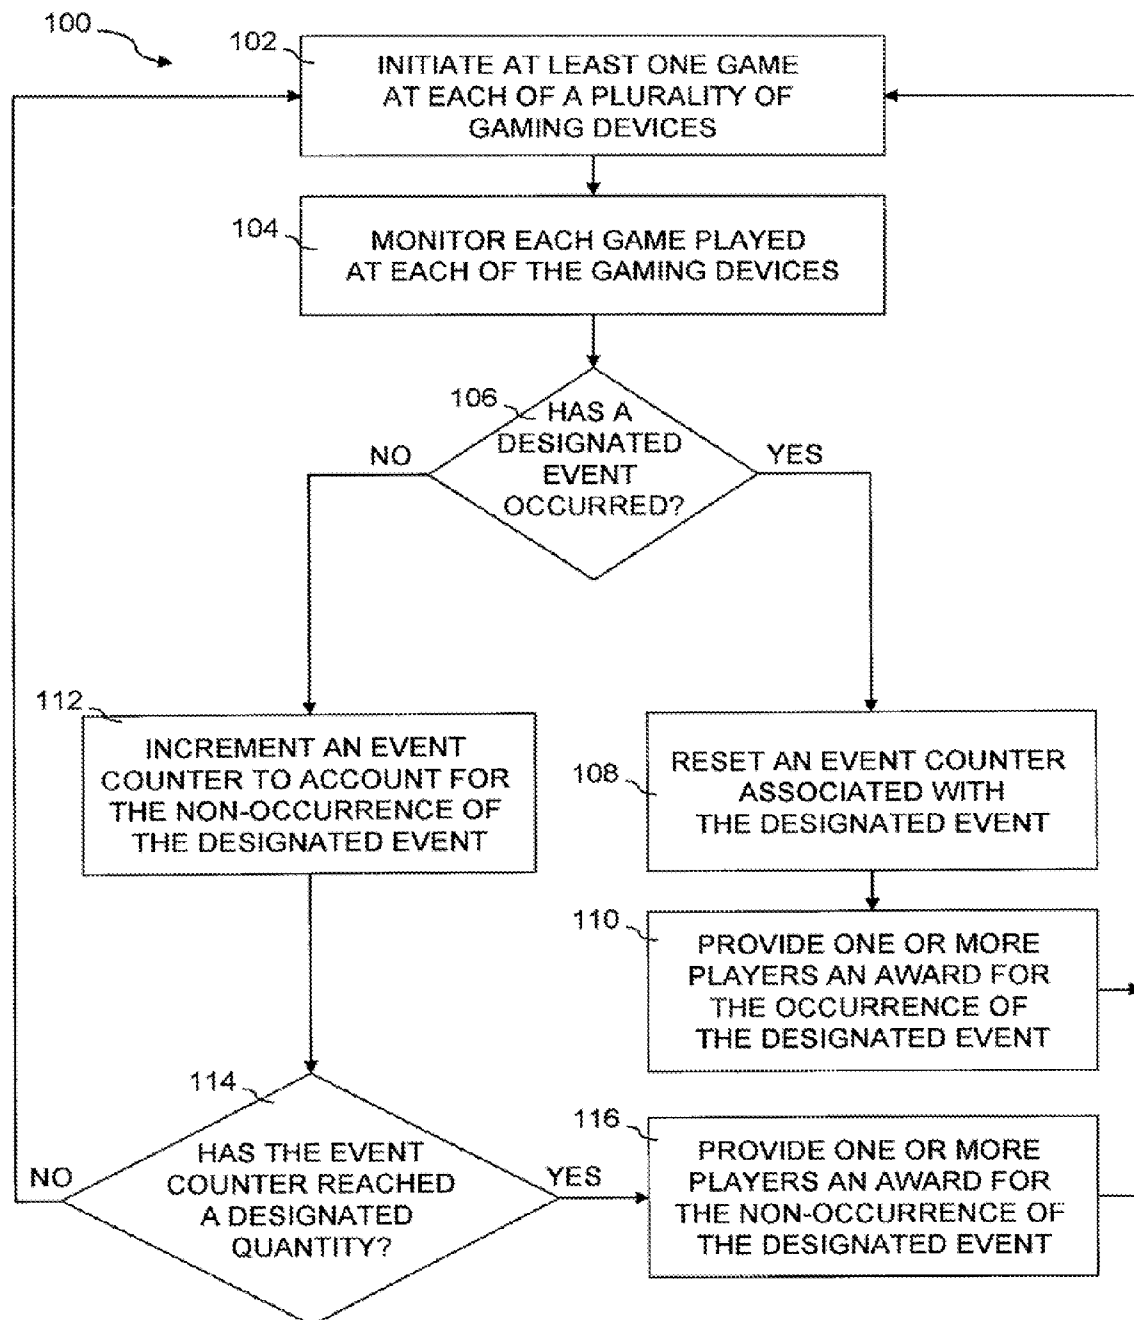 100
102
INITIATE AT LEAST ONE GAME
AT EACH OF A PLURALITY OF
GAMING DEVICES
104
MONITOR EACH GAME PLAYED
AT EACH OF THE GAMING DEVICES
106
HAS A
DESIGNATED
EVENT
OCCURRED?
NO
YES
112
INCREMENT AN EVENT
COUNTER TO ACCOUNT FOR
THE NON-OCCURRENCE OF
THE DESIGNATED EVENT
108
RESET AN EVENT COUNTER
ASSOCIATED WITH
THE DESIGNATED EVENT
110
PROVIDE ONE OR MORE
PLAYERS AN AWARD FOR
THE OCCURRENCE OF
THE DESIGNATED EVENT
114
HAS THE EVENT
COUNTER REACHED
A DESIGNATED
QUANTITY?
NO
YES
116
PROVIDE ONE OR MORE
PLAYERS AN AWARD FOR
THE NON-OCCURRENCE OF
THE DESIGNATED EVENT